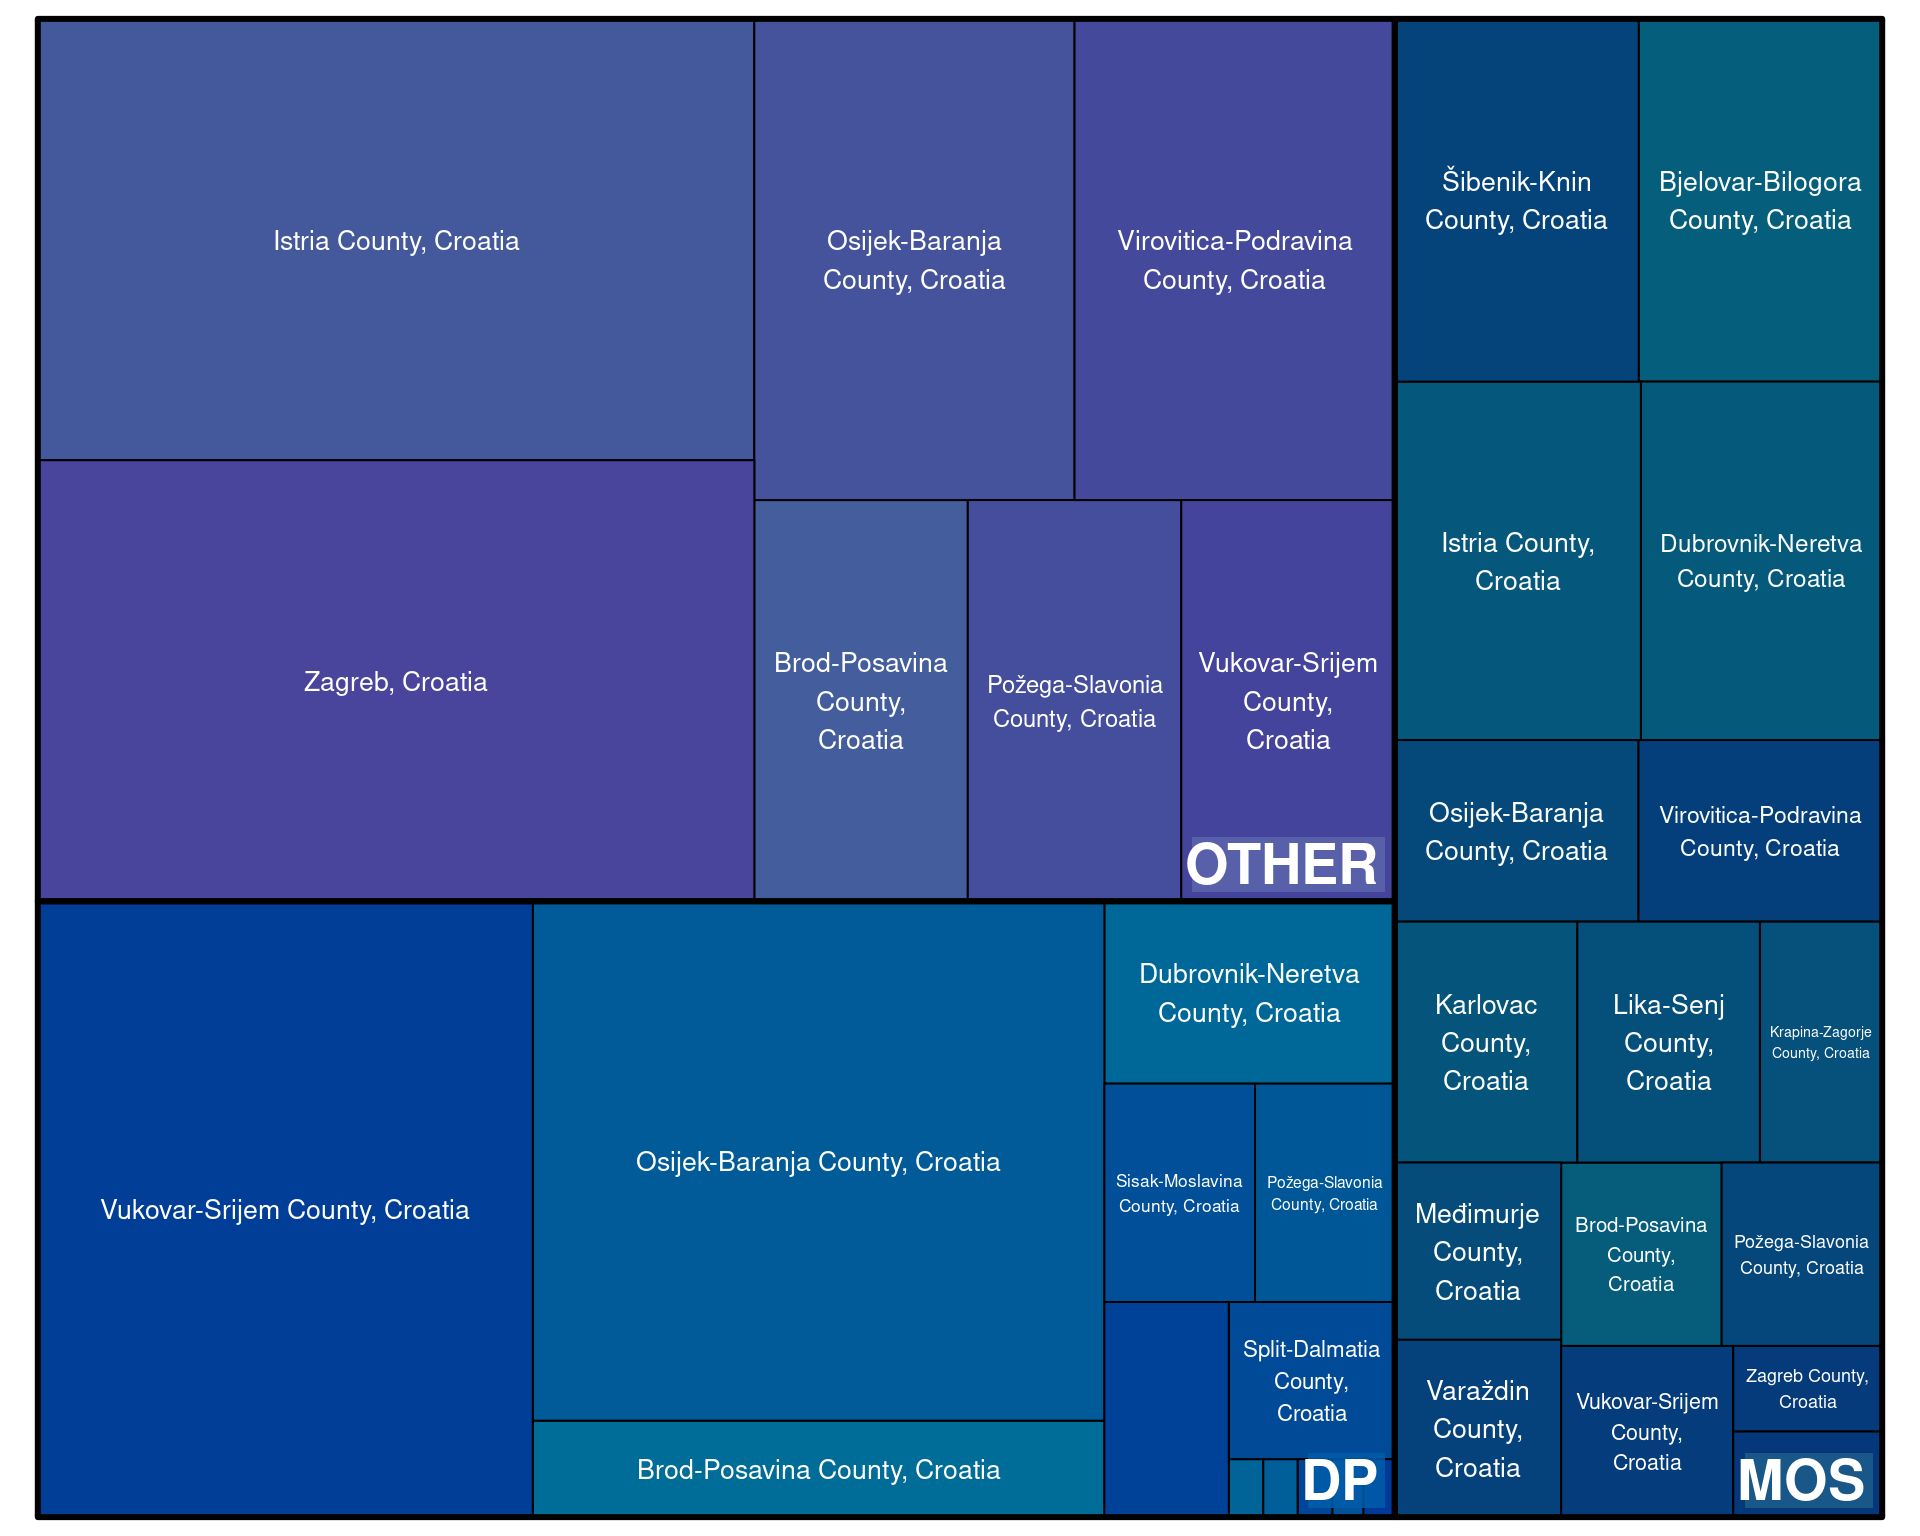 Istria County, Croatia
Osijek-Baranja
County, Croatia
Virovitica-Podravina
County, Croatia
Zagreb, Croatia
Brod-Posavina
County,
Croatia
Požega-Slavonia
County, Croatia
Vukovar-Srijem
County,
Croatia
OTHER
Vukovar-Srijem County, Croatia
Osijek-Baranja County, Croatia
Brod-Posavina County, Croatia
Dubrovnik-Neretva
County, Croatia
Sisak-Moslavina
County, Croatia
Požega-Slavonia
County, Croatia
Split-Dalmatia
County,
Croatia
DP
Šibenik-Knin
County, Croatia
Bjelovar-Bilogora
County, Croatia
Istria County,
Croatia
Dubrovnik-Neretva
County, Croatia
Osijek-Baranja
County, Croatia
Virovitica-Podravina
County, Croatia
Karlovac
County,
Croatia
Lika-Senj
County,
Croatia
Krapina-Zagorje
County, Croatia
Međimurje
County,
Croatia
Brod-Posavina
County,
Croatia
Požega-Slavonia
County, Croatia
Varaždin
County,
Croatia
Vukovar-Srijem
County,
Croatia
Zagreb County,
Croatia
MOS